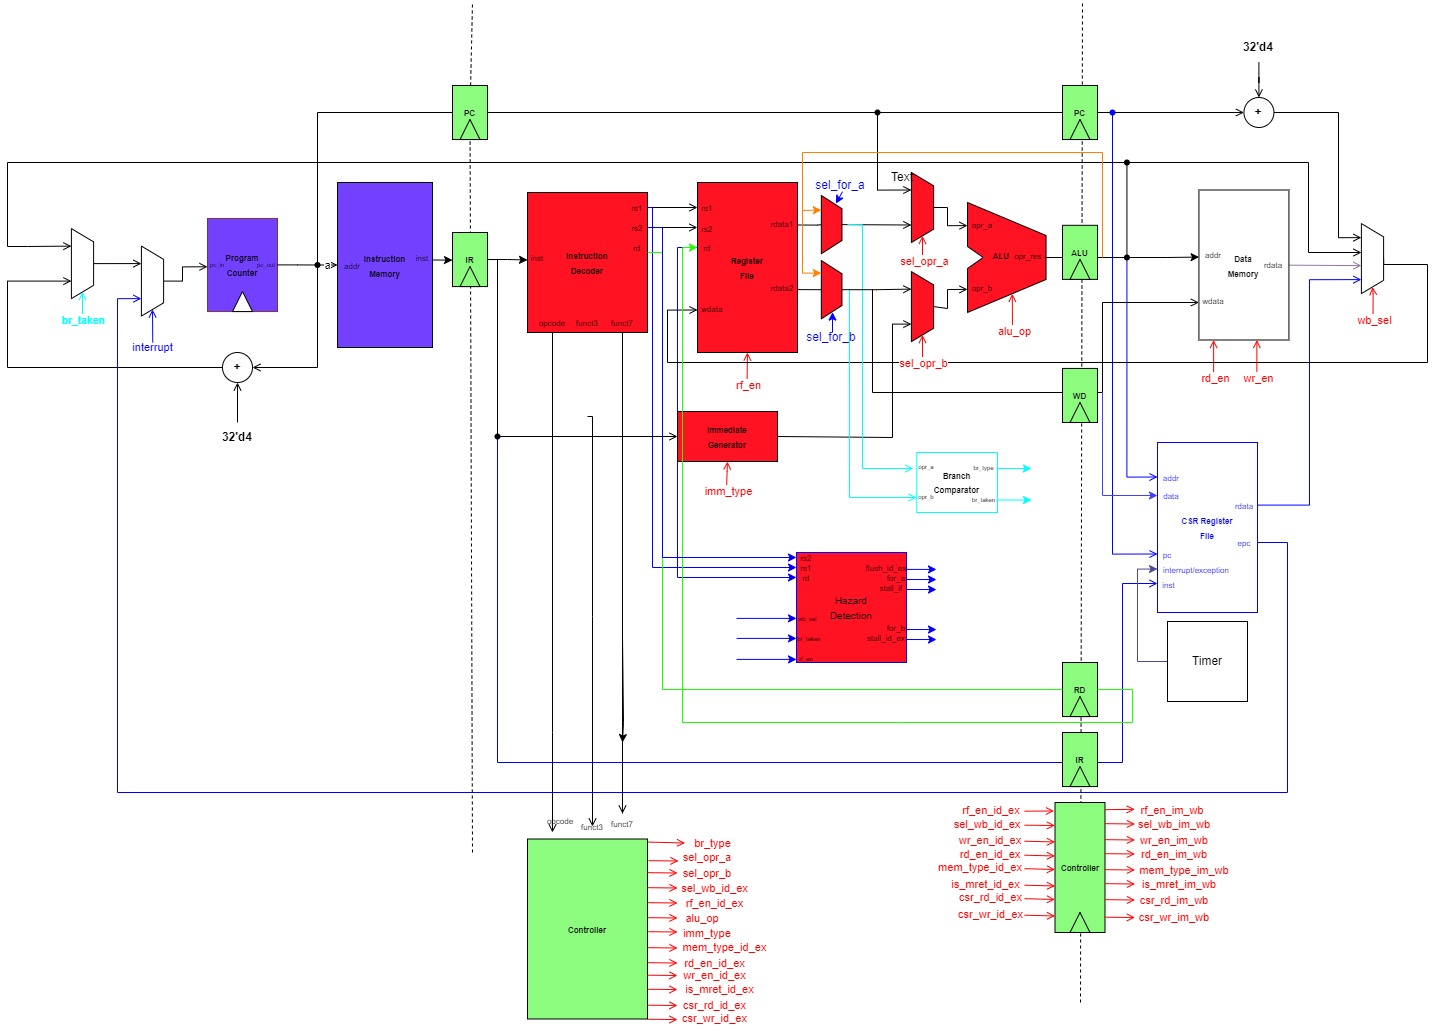 32'd4
+
PC
PC
br_taken
interrupt
pc_in
Program
Counter
pc_out
a
+
32'd4
addr
Instruction
Memory
inst
IR
inst
Instruction
Decoder
rs1
rs2
rd
opcode
funct3
funct7
rs1
rs2
rd
wdata
Register
File
rdata1
rdata2
rf_en
sel_for_a
sel_for_b
Text
sel_opr_a
sel_opr_b
opr_a
opr_b
ALU
opr_res
alu_op
ALU
WD
addr
wdata
Data
Memory
rdata
rd_en
wr_en
wb_sel
Immediate
Generator
imm_type
opr_a
opr_b
Branch
Comparator
br_type
br_taken
addr
data
pc
interrupt/exception
inst
CSR Register
File
rdata
epc
Timer
rs2
rs1
rd
wb_sel
br_taken
rf_en
Hazard
Detection
flush_id_ex
for_a
stall_if
for_b
stall_id_ex
RD
IR
opcode
funct3
funct7
Controller
br_type
sel_opr_a
sel_opr_b
sel_wb_id_ex
rf_en_id_ex
alu_op
imm_type
mem_type_id_ex
rd_en_id_ex
wr_en_id_ex
is_mret_id_ex
csr_rd_id_ex
csr_wr_id_ex
rf_en_id_ex
sel_wb_id_ex
wr_en_id_ex
rd_en_id_ex
mem_type_id_ex
is_mret_id_ex
csr_rd_id_ex
csr_wr_id_ex
Controller
rf_en_im_wb
sel_wb_im_wb
wr_en_im_wb
rd_en_im_wb
mem_type_im_wb
is_mret_im_wb
csr_rd_im_wb
csr_wr_im_wb